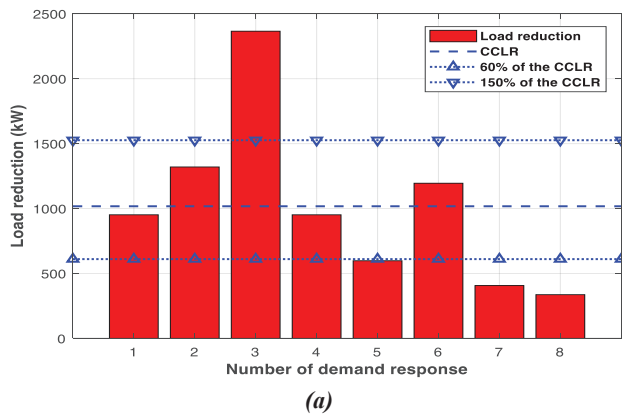 2500
2000
1500
1000
500
0
Load reduction (kW)
Load reduction
CCLR
60% of the CCLR
150% of the CCLR
1 2 3 4 5 6 7 8
Number of demand response
(a)